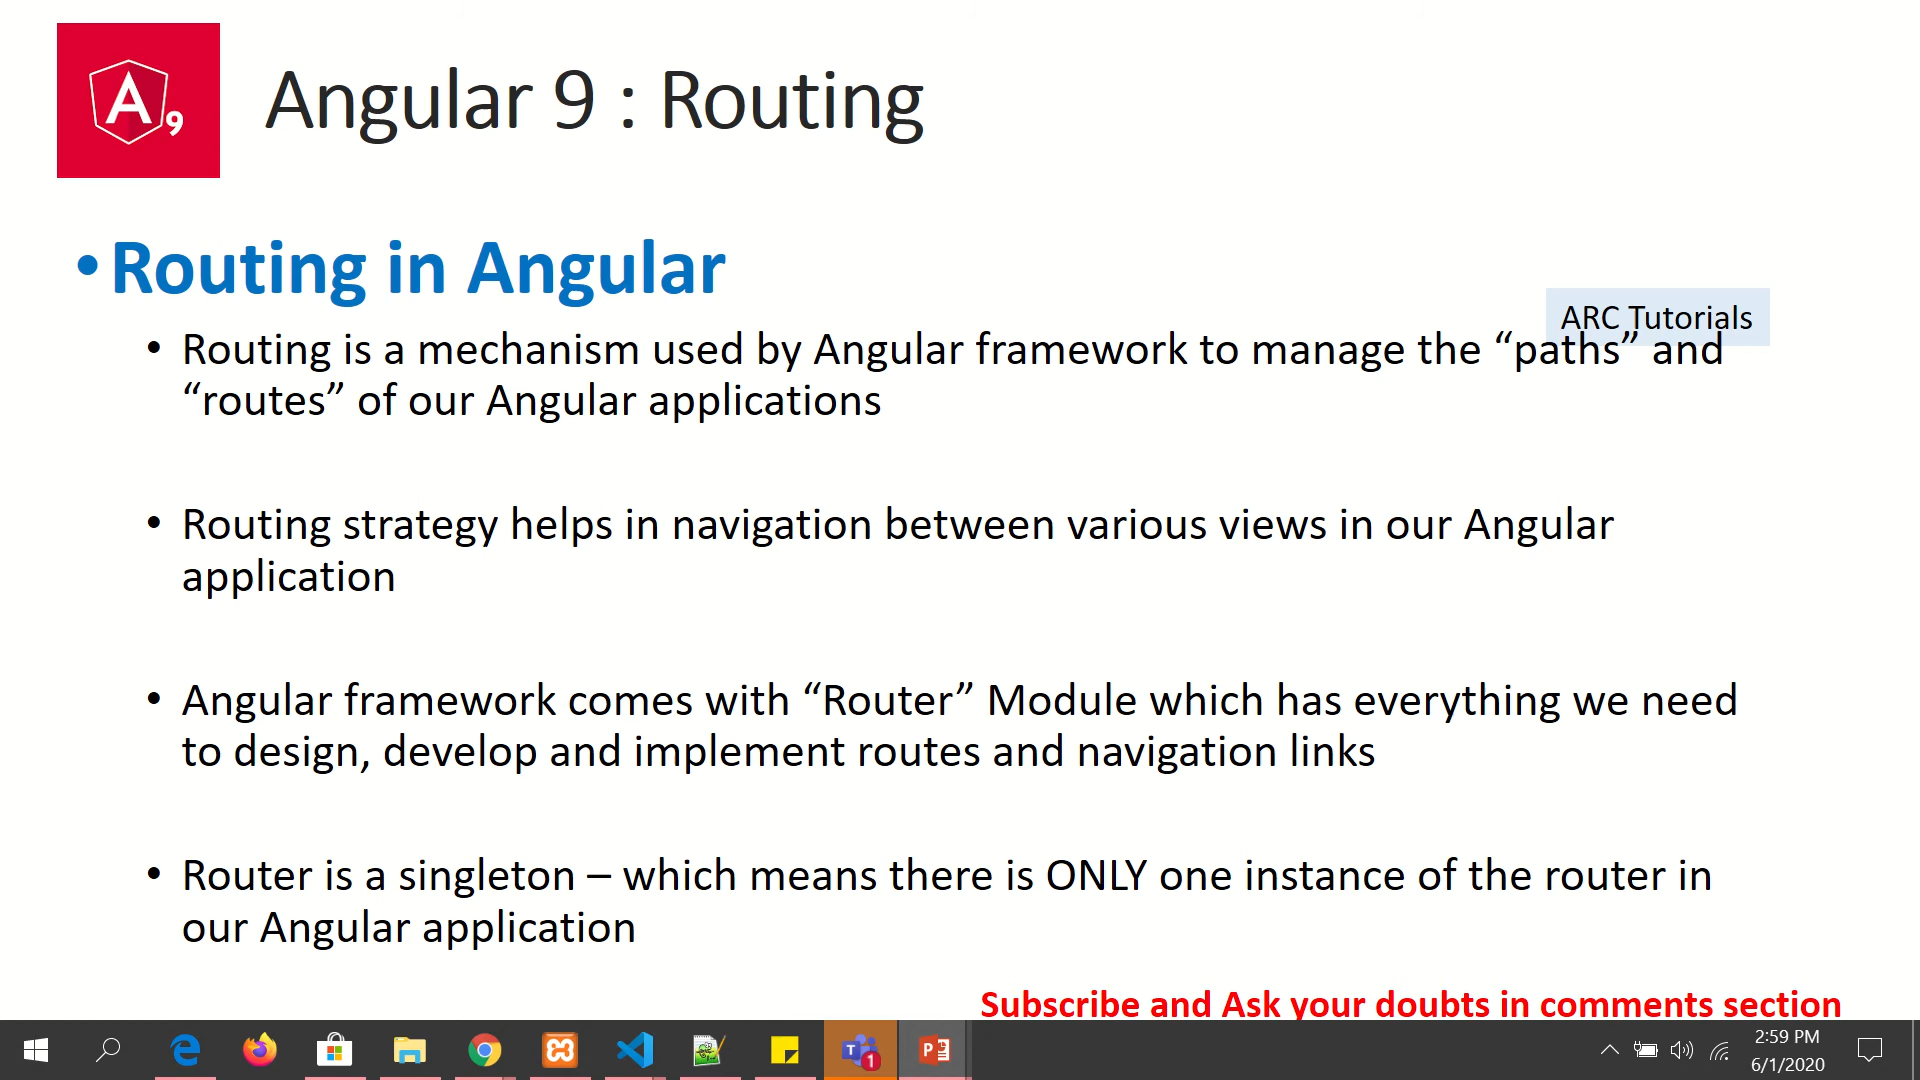 A9
Angular 9 : Routing
•Routing in Angular
ARC Tutorials
• Routing is a mechanism used by Angular framework to manage the “paths” and
“routes” of our Angular applications
• Routing strategy helps in navigation between various views in our Angular
application
• Angular framework comes with “Router” Module which has everything we need
to design, develop and implement routes and navigation links
• Router is a singleton – which means there is ONLY one instance of the router in
our Angular application
Subscribe and Ask your doubts in comments section
2:59 PM
6/1/2020